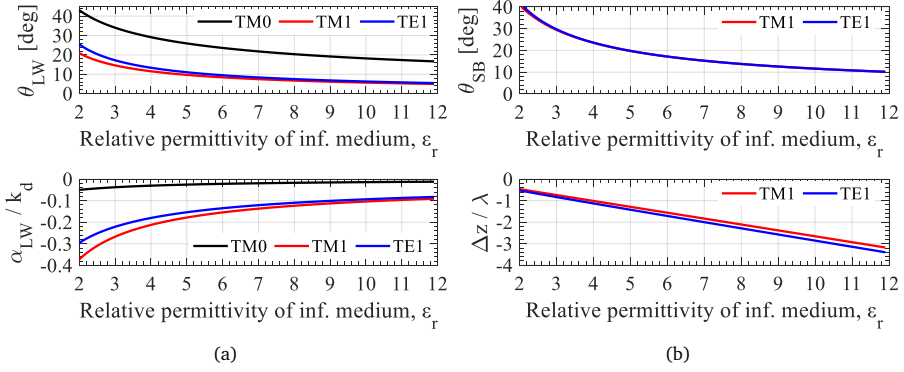 θ_LW [deg]
40
30
20
10
0
TM0 TM1 TE1
2 3 4 5 6 7 8 9 10 11 12
Relative permittivity of inf. medium, ε_r
α_LW / k_d
0
-0.1
-0.2
-0.3
-0.4
TM0 TM1 TE1
2 3 4 5 6 7 8 9 10 11 12
Relative permittivity of inf. medium, ε_r
(a)
θ_SB [deg]
40
30
20
10
0
TM1 TE1
2 3 4 5 6 7 8 9 10 11 12
Relative permittivity of inf. medium, ε_r
Δz / λ
0
-1
-2
-3
-4
TM1 TE1
2 3 4 5 6 7 8 9 10 11 12
Relative permittivity of inf. medium, ε_r
(b)